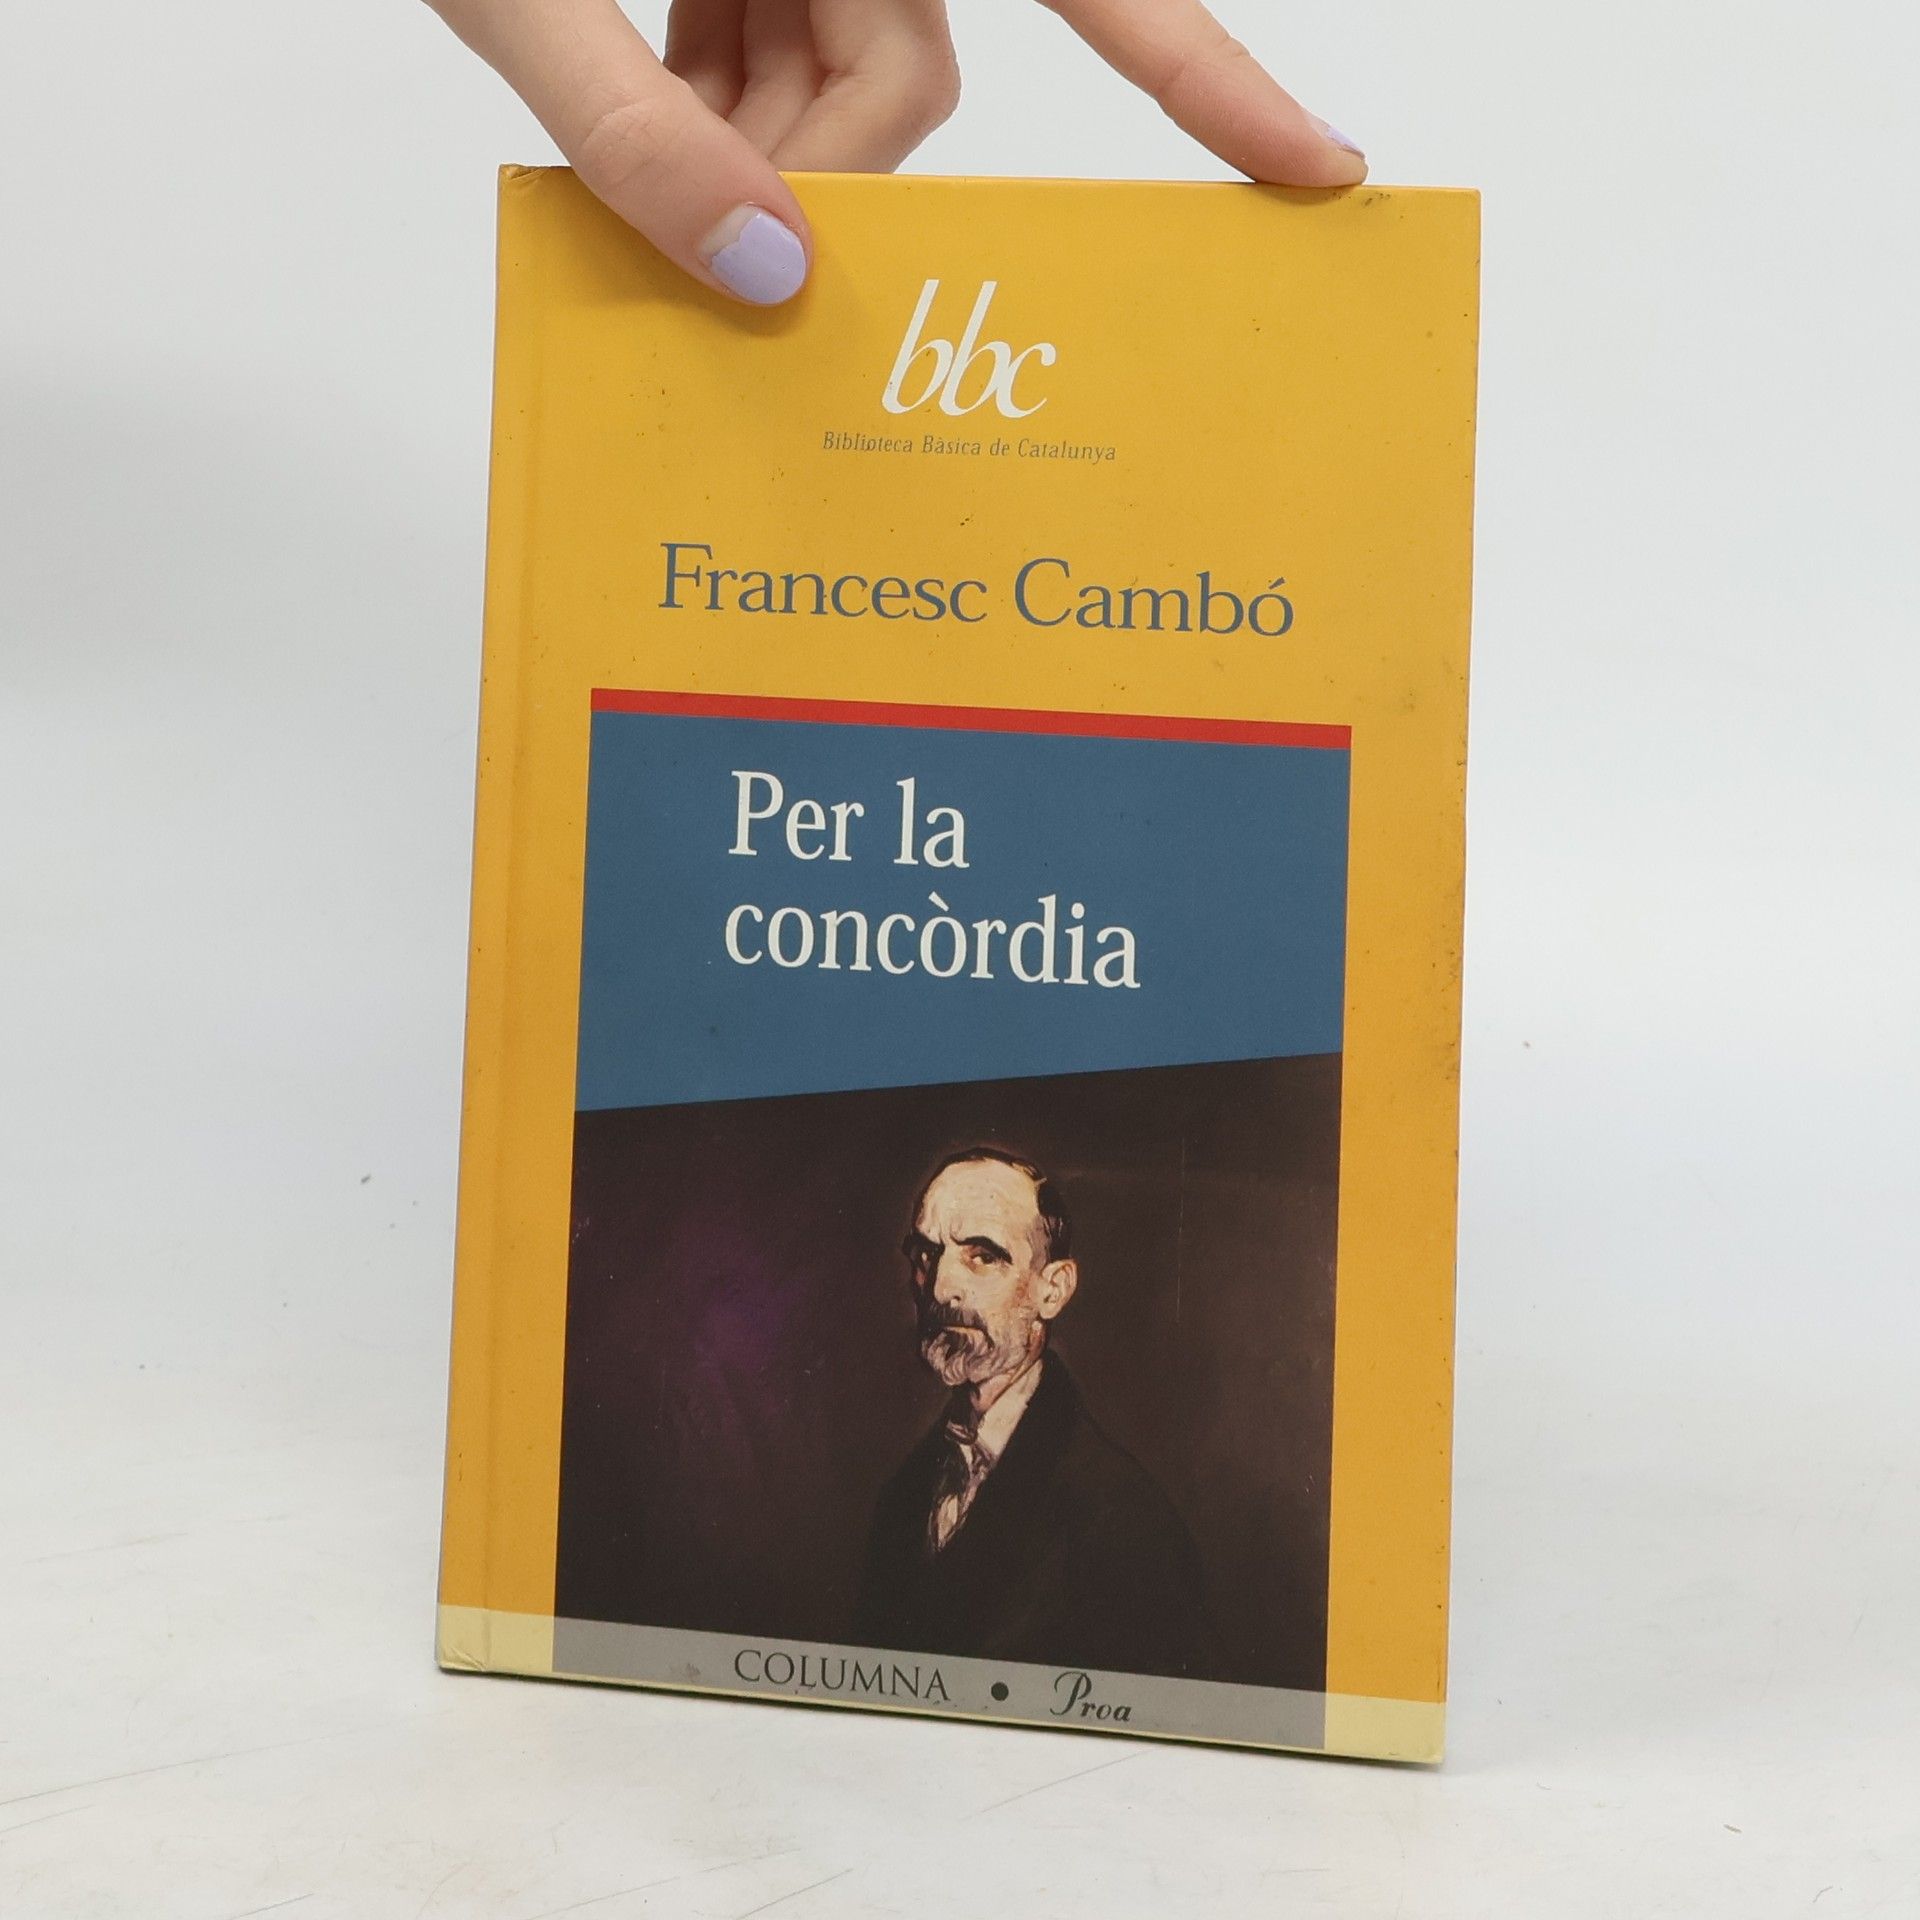 bbc
Biblioteca Bàsica de Catalunya
Francesc Cambó
Per la
concòrdia
COLUMNA • Proa